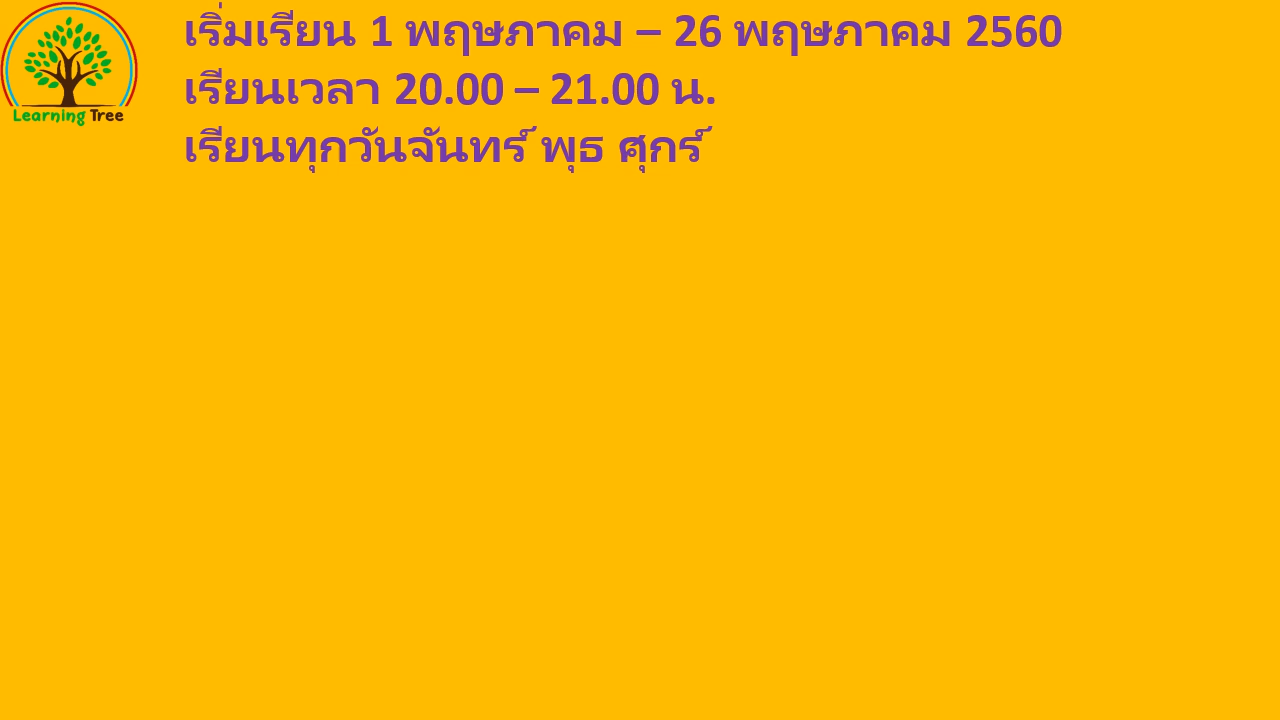 เริ่มเรียน 1 พฤษภาคม – 26 พฤษภาคม 2560
เรียนเวลา 20.00 – 21.00 น.
เรียนทุกวันจันทร์ พุธ ศุกร์
Learning Tree